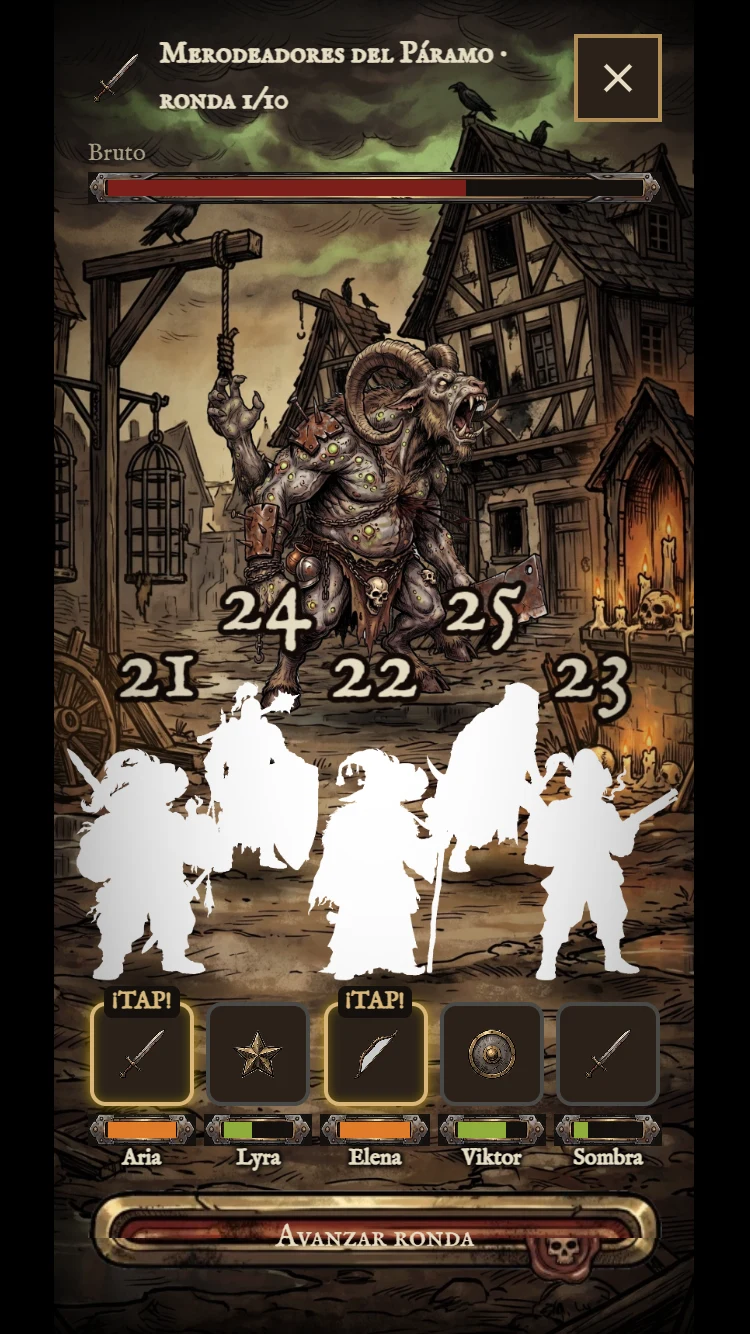 Merodeadores del Páramo ·
ronda 1/10
Bruto
24 25
21 22 23
¡TAP! ¡TAP!
Aria Lyra Elena Viktor Sombra
Avanzar ronda